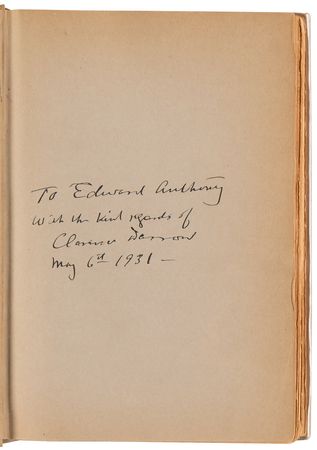 To Edward Anthony
With the kind regards of
Clarence Darrow
May 6th 1931 —